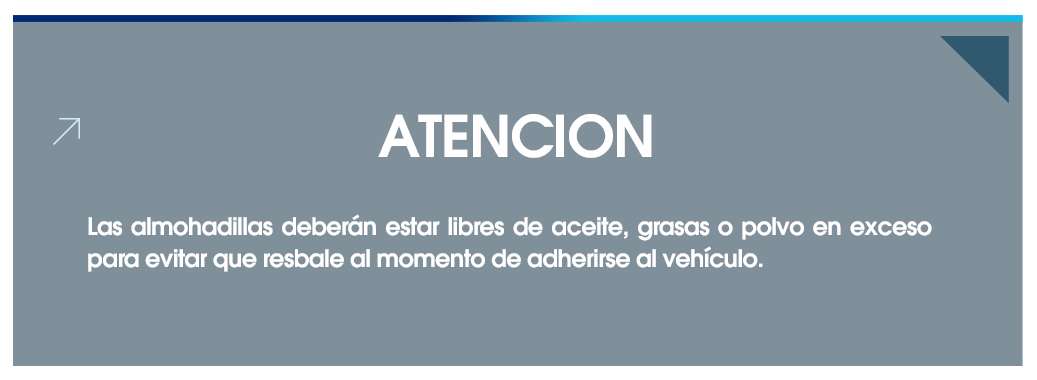 ATENCION
Las almohadillas deberán estar libres de aceite, grasas o polvo en exceso
para evitar que resbale al momento de adherirse al vehículo.